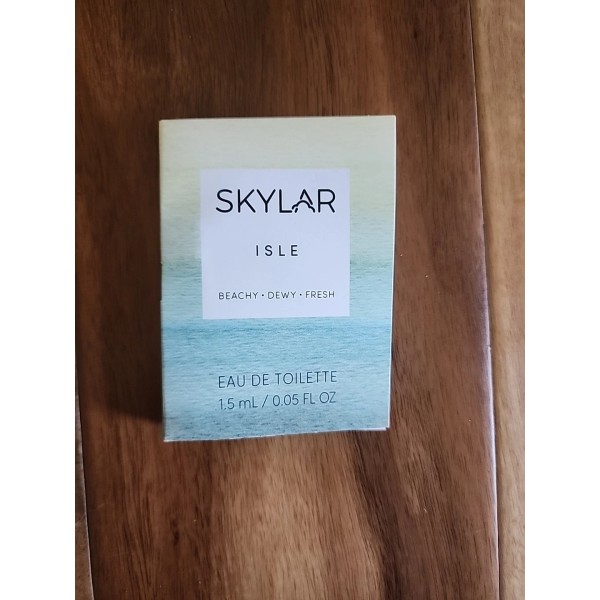 SKYLAR
ISLE
BEACHY • DEWY • FRESH
EAU DE TOILETTE
1.5 mL / 0.05 FL OZ